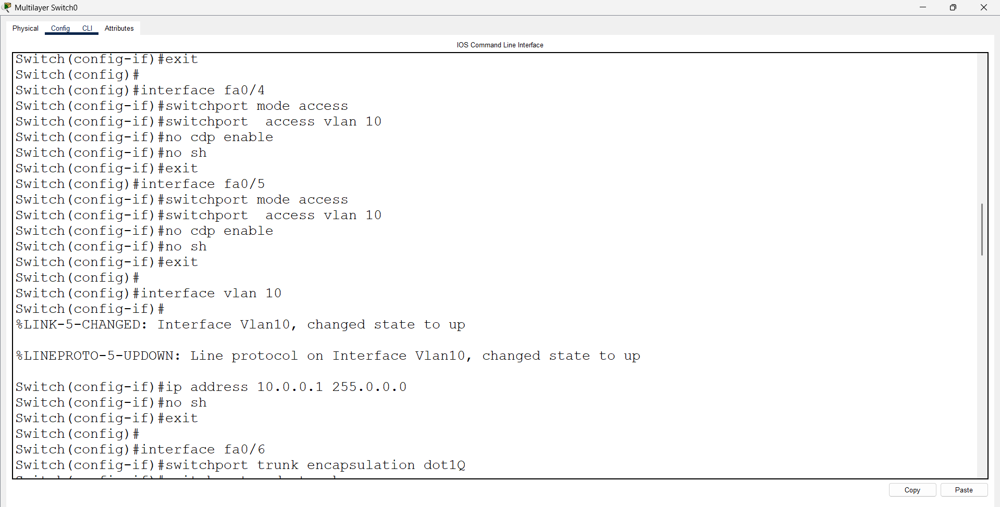 Multilayer Switch0
Physical Config CLI Attributes
IOS Command Line Interface
Switch(config-if)#exit
Switch(config)#
Switch(config)#interface fa0/4
Switch(config-if)#switchport mode access
Switch(config-if)#switchport  access vlan 10
Switch(config-if)#no cdp enable
Switch(config-if)#no sh
Switch(config-if)#exit
Switch(config)#interface fa0/5
Switch(config-if)#switchport mode access
Switch(config-if)#switchport  access vlan 10
Switch(config-if)#no cdp enable
Switch(config-if)#no sh
Switch(config-if)#exit
Switch(config)#
Switch(config)#interface vlan 10
Switch(config-if)#
%LINK-5-CHANGED: Interface Vlan10, changed state to up
%LINEPROTO-5-UPDOWN: Line protocol on Interface Vlan10, changed state to up
Switch(config-if)#ip address 10.0.0.1 255.0.0.0
Switch(config-if)#no sh
Switch(config-if)#exit
Switch(config)#
Switch(config)#interface fa0/6
Switch(config-if)#switchport trunk encapsulation dot1Q
Copy Paste